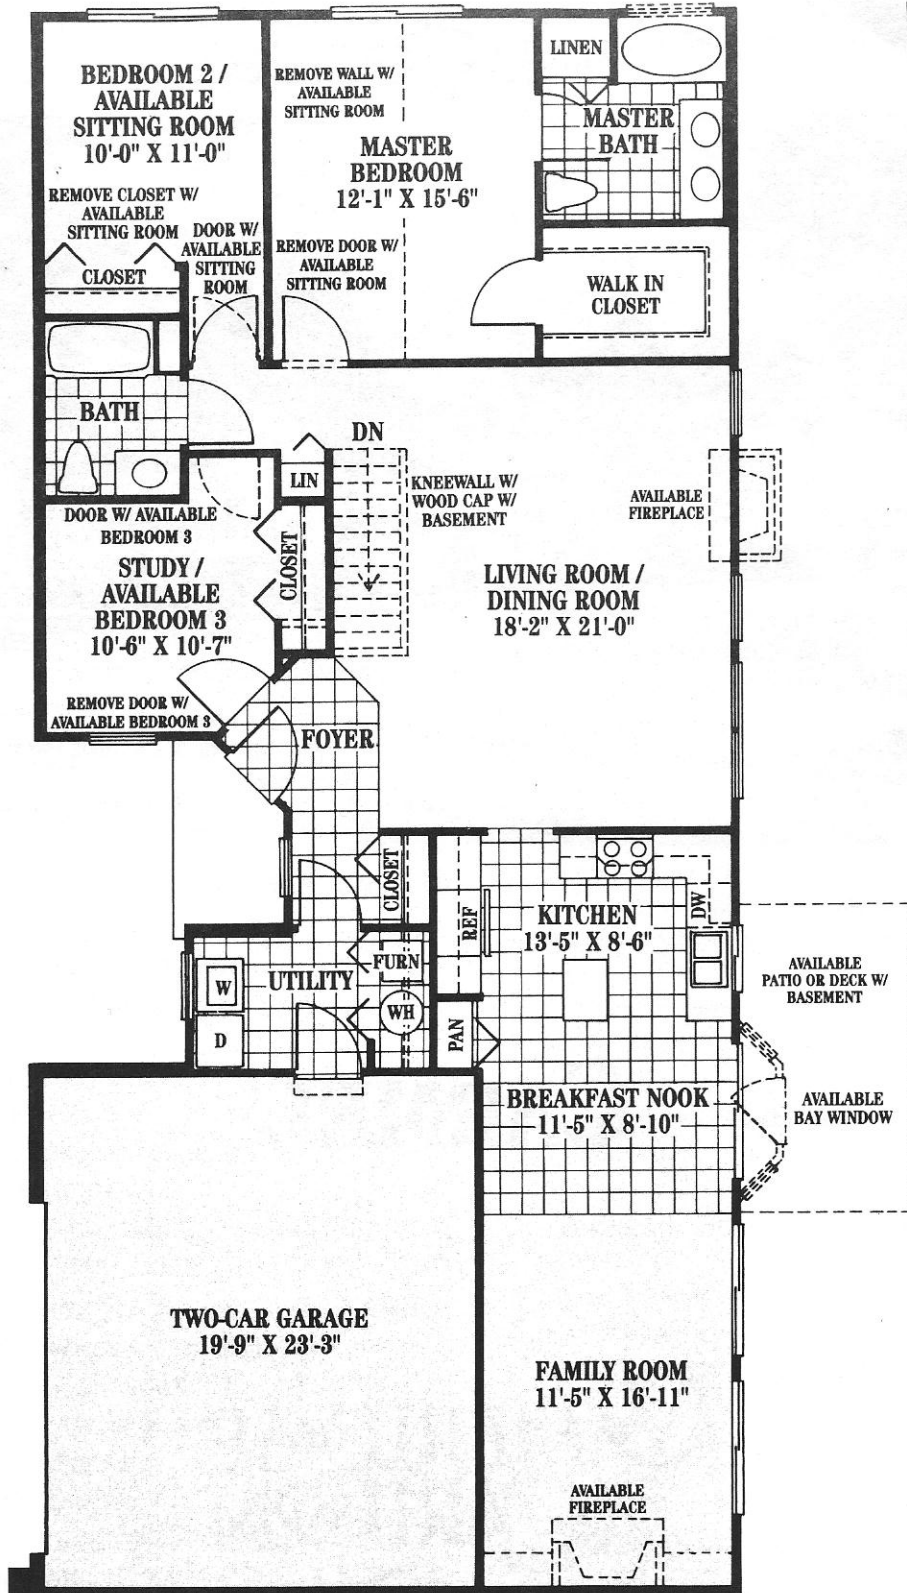 BEDROOM 2 /
AVAILABLE
SITTING ROOM
10'-0" X 11'-0"
REMOVE CLOSET W/
AVAILABLE
SITTING ROOM
DOOR W/
AVAILABLE
SITTING
ROOM
CLOSET
REMOVE WALL W/
AVAILABLE
SITTING ROOM
MASTER
BEDROOM
12'-1" X 15'-6"
REMOVE DOOR W/
AVAILABLE
SITTING ROOM
LINEN
MASTER
BATH
WALK IN
CLOSET
BATH
DN
LIN
KNEEWALL W/
WOOD CAP W/
BASEMENT
AVAILABLE
FIREPLACE
DOOR W/ AVAILABLE
BEDROOM 3
STUDY /
AVAILABLE
BEDROOM 3
10'-6" X 10'-7"
CLOSET
LIVING ROOM /
DINING ROOM
18'-2" X 21'-0"
REMOVE DOOR W/
AVAILABLE BEDROOM 3
FOYER
CLOSET
REF
KITCHEN
13'-5" X 8'-6"
DW
UTILITY
FURN
WH
W
D
PAN
AVAILABLE
PATIO OR DECK W/
BASEMENT
BREAKFAST NOOK
11'-5" X 8'-10"
AVAILABLE
BAY WINDOW
TWO-CAR GARAGE
19'-9" X 23'-3"
FAMILY ROOM
11'-5" X 16'-11"
AVAILABLE
FIREPLACE